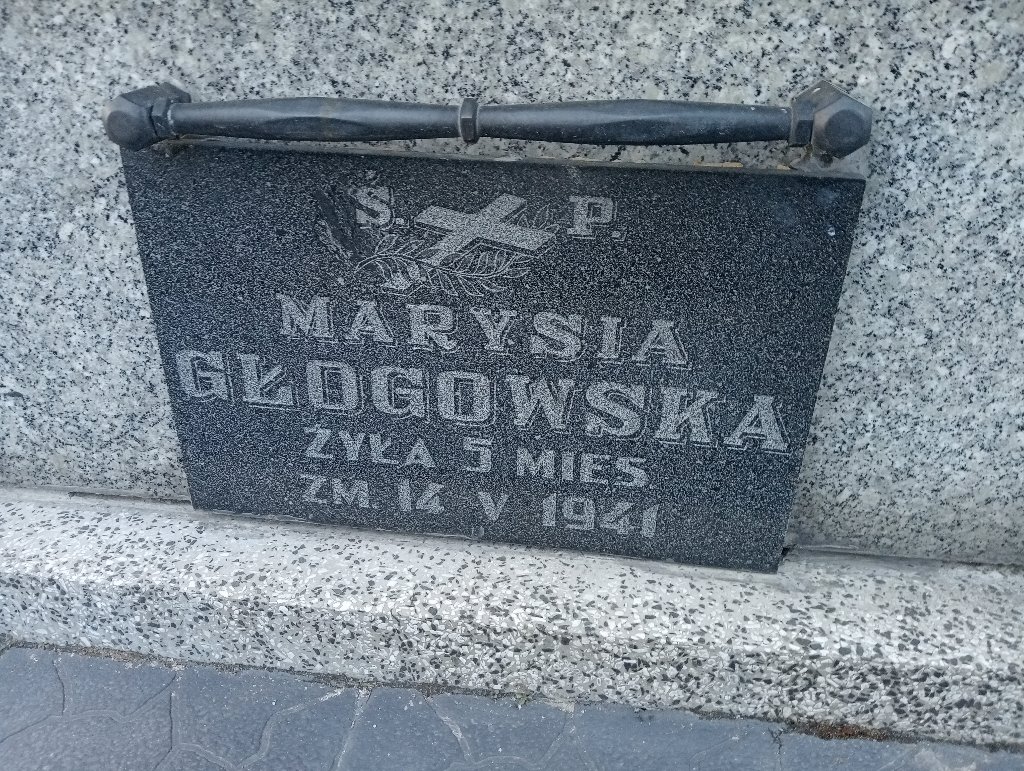 Ś. P.
MARYSIA
GŁOGOWSKA
ŻYŁA 5 MIES
ZM 14 V 1941